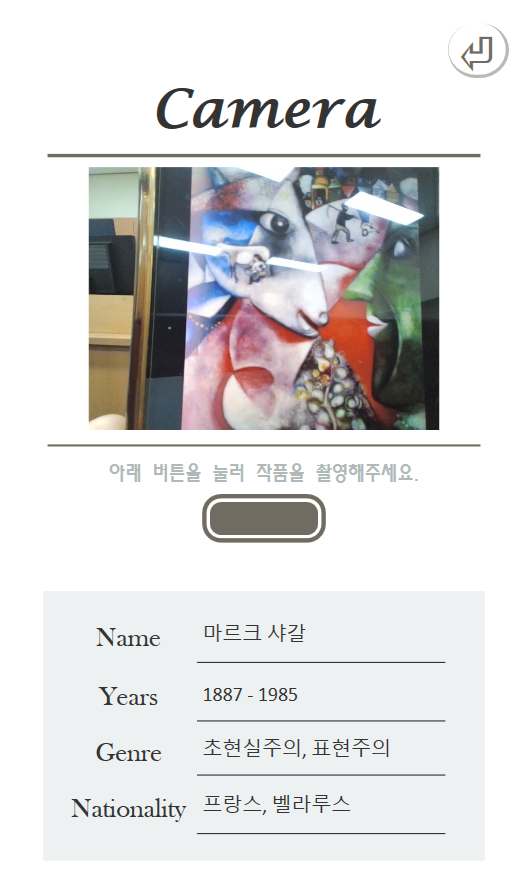 Camera
아래 버튼을 눌러 작품을 촬영해주세요.
Name 마르크 샤갈
Years 1887 - 1985
Genre 초현실주의, 표현주의
Nationality 프랑스, 벨라루스